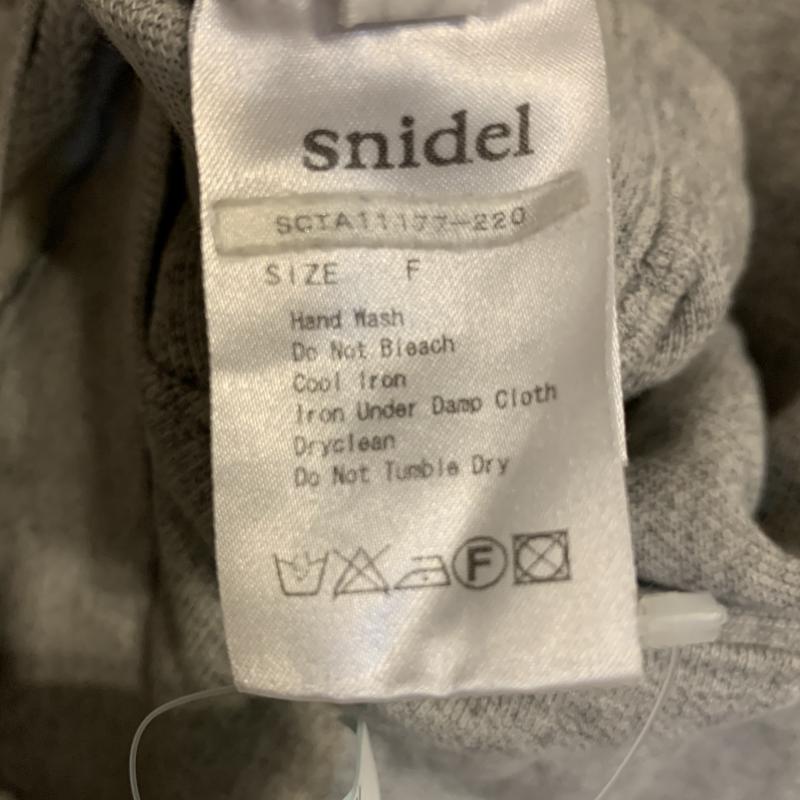 snidel
SCTA11177-220
SIZE F
Hand Wash
Do Not Bleach
Cool Iron
Iron Under Damp Cloth
Dryclean
Do Not Tumble Dry
F